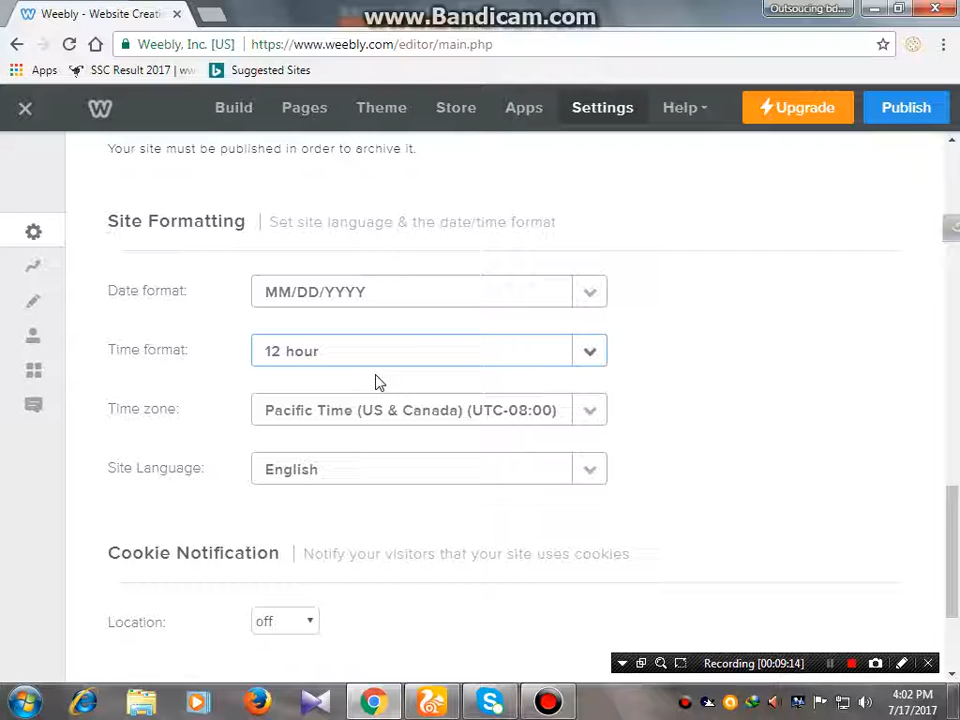 Weebly - Website Creati
www.Bandicam.com
Outsoucing bd...
Weebly, Inc. [US] https://www.weebly.com/editor/main.php
Apps SSC Result 2017 | Suggested Sites
Build Pages Theme Store Apps Settings Help Upgrade Publish
Your site must be published in order to archive it.
Site Formatting Set site language & the date/time format
Date format: MM/DD/YYYY
Time format: 12 hour
Time zone: Pacific Time (US & Canada) (UTC-08:00)
Site Language: English
Cookie Notification Notify your visitors that your site uses cookies
Location: off
Recording [00:09:14]
4:02 PM
7/17/2017